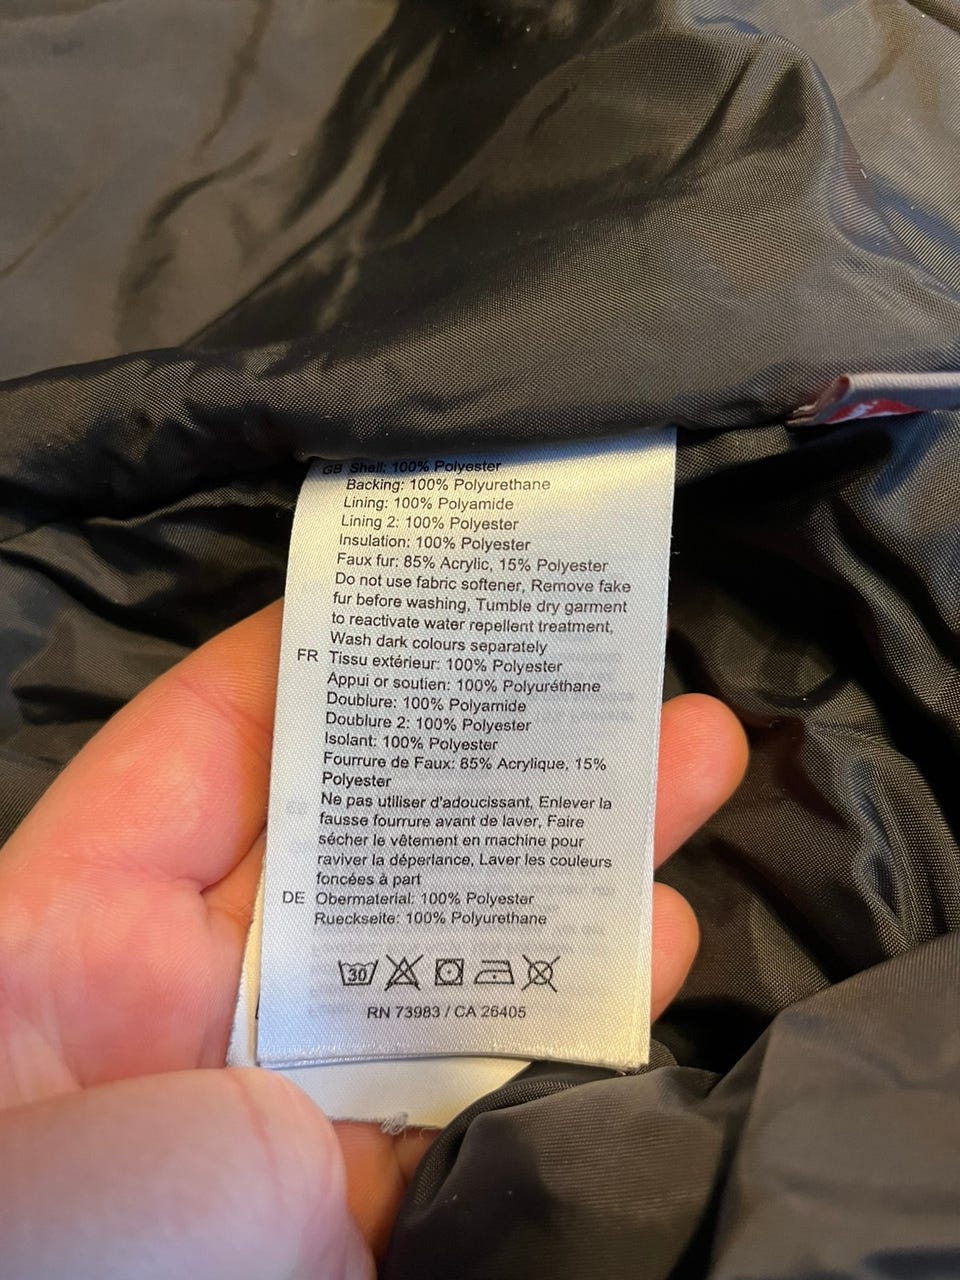 GB Shell: 100% Polyester
Backing: 100% Polyurethane
Lining: 100% Polyamide
Lining 2: 100% Polyester
Insulation: 100% Polyester
Faux fur: 85% Acrylic, 15% Polyester
Do not use fabric softener, Remove fake
fur before washing, Tumble dry garment
to reactivate water repellent treatment,
Wash dark colours separately
FR Tissu extérieur: 100% Polyester
Appui or soutien: 100% Polyuréthane
Doublure: 100% Polyamide
Doublure 2: 100% Polyester
Isolant: 100% Polyester
Fourrure de Faux: 85% Acrylique, 15%
Polyester
Ne pas utiliser d'adoucissant, Enlever la
fausse fourrure avant de laver, Faire
sécher le vêtement en machine pour
raviver la déperlance, Laver les couleurs
foncées à part
DE Obermaterial: 100% Polyester
Rueckseite: 100% Polyurethane
30
RN 73983 / CA 26405